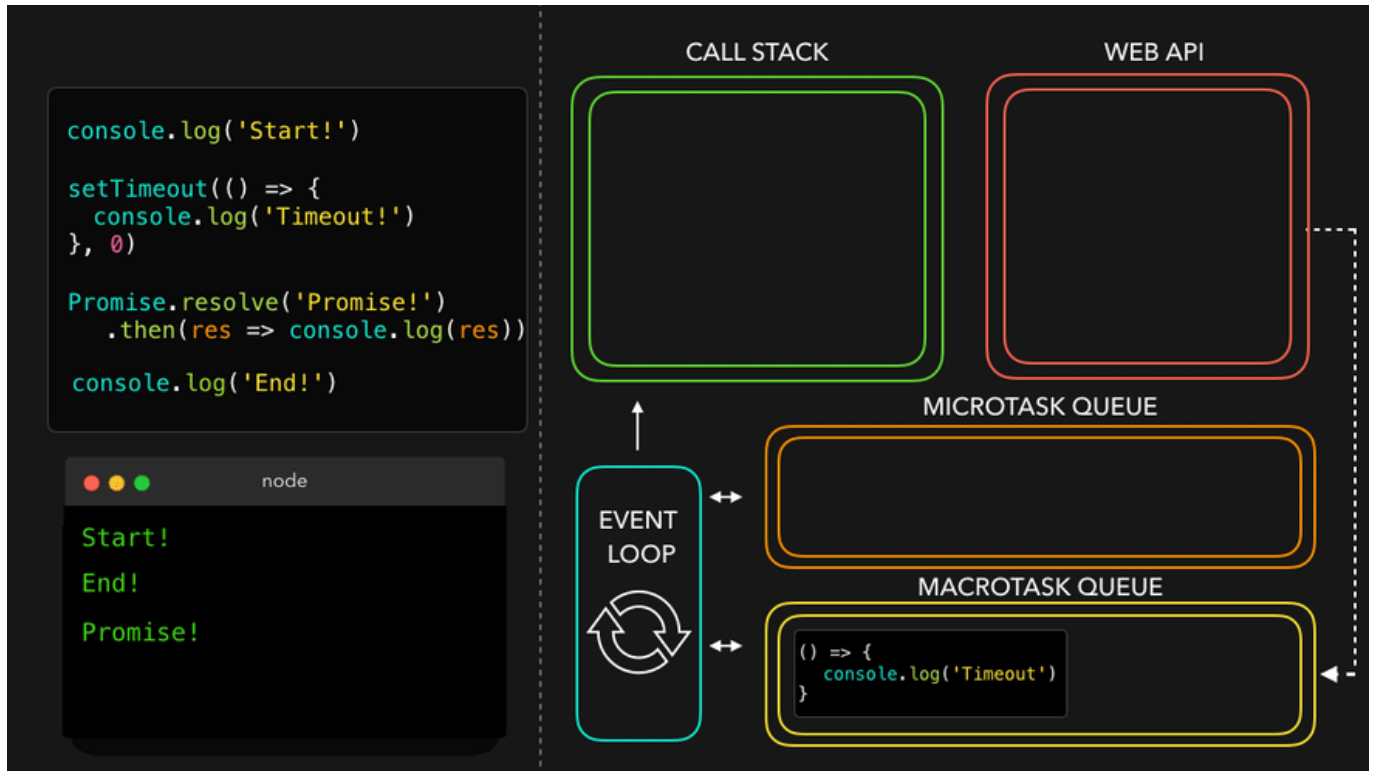 console.log('Start!')
setTimeout(() => {
  console.log('Timeout!')
}, 0)
Promise.resolve('Promise!')
   .then(res => console.log(res))
console.log('End!')
node
Start!
End!
Promise!
CALL STACK
WEB API
MICROTASK QUEUE
EVENT
LOOP
MACROTASK QUEUE
() => {
  console.log('Timeout')
}